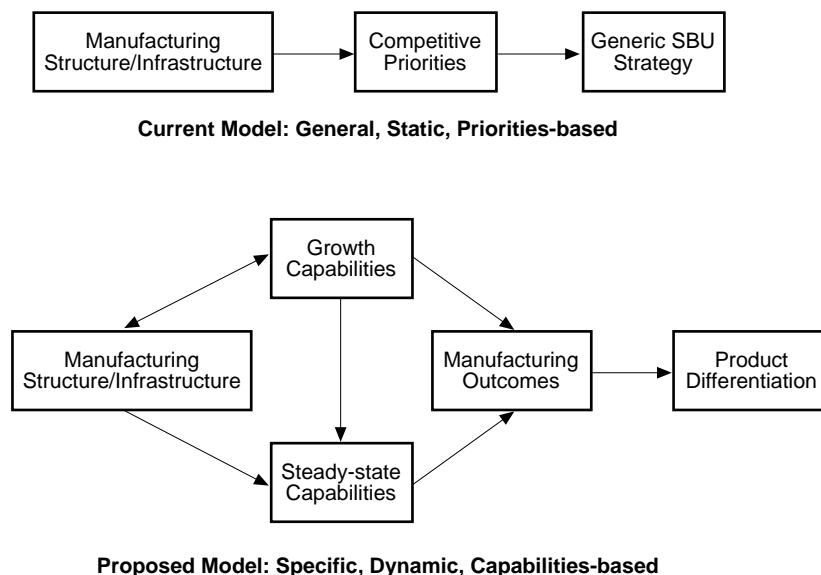 Manufacturing
Structure/Infrastructure
Competitive
Priorities
Generic SBU
Strategy
Current Model: General, Static, Priorities-based
Growth
Capabilities
Manufacturing
Structure/Infrastructure
Manufacturing
Outcomes
Product
Differentiation
Steady-state
Capabilities
Proposed Model: Specific, Dynamic, Capabilities-based